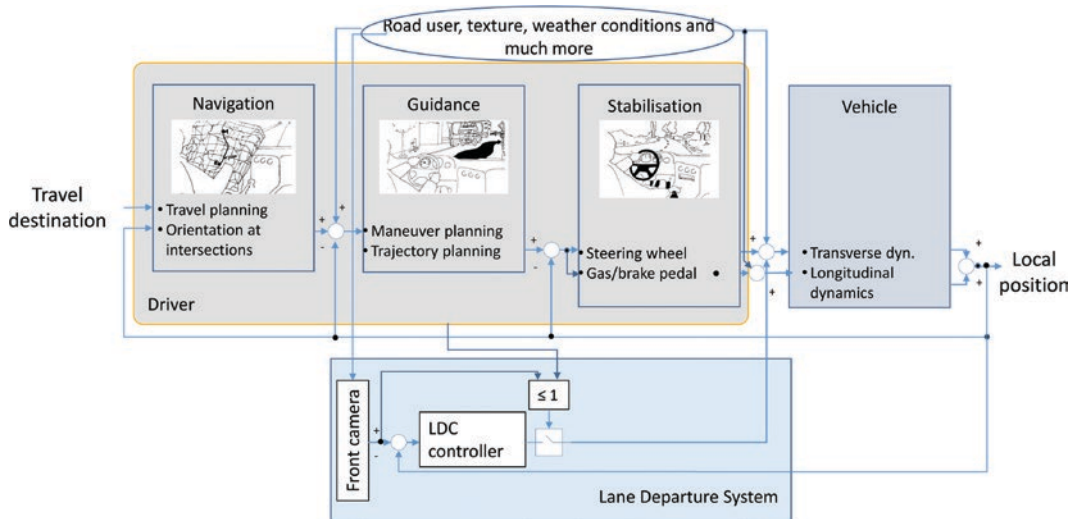 Road user, texture, weather conditions and
much more
Navigation
Guidance
Stabilisation
Vehicle
Travel
destination
• Travel planning
• Orientation at
intersections
• Maneuver planning
• Trajectory planning
• Steering wheel
• Gas/brake pedal
• Transverse dyn.
• Longitudinal
dynamics
Local
position
Driver
+
-
+
+
-
+
+
+
+
+
+
Front camera
+
-
LDC
controller
≤ 1
Lane Departure System